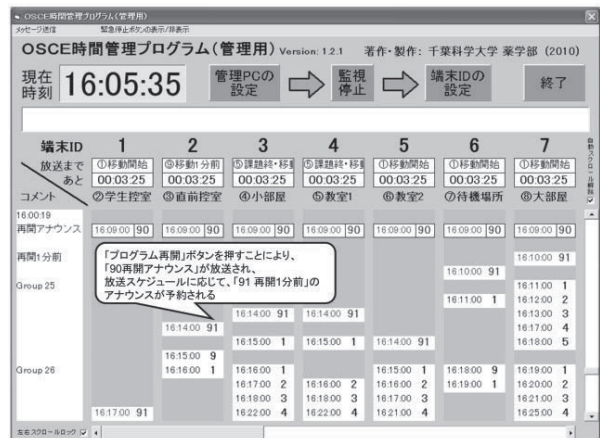 OSCE時間管理プログラム(管理用)
メッセージ送信 緊急停止ボタンの表示/非表示
OSCE時間管理プログラム(管理用) Version: 1.2.1 著作・製作: 千葉科学大学 薬学部 (2010)
現在時刻 16:05:35 管理PCの設定 監視停止 端末IDの設定 終了
端末ID 1 2 3 4 5 6 7
放送まで ①移動開始 ⑨移動1分前 ⑤課題終・移動 ⑤課題終・移動 ①移動開始 ①移動開始 ①移動開始
あと 00:03:25 00:03:25 00:03:25 00:03:25 00:03:25 00:03:25 00:03:25
コメント ②学生控室 ③直前控室 ④小部屋 ⑤教室1 ⑥教室2 ⑦待機場所 ⑧大部屋
自動スクロール解除
16:00:19
再開アナウンス 16:09:00 90 16:09:00 90 16:09:00 90 16:09:00 90 16:09:00 90 16:09:00 90 16:09:00 90
再開1分前 16:10:00 91
16:10:00 91
「プログラム再開」ボタンを押すことにより、
「90再開アナウンス」が放送され、
放送スケジュールに応じて、「91 再開1分前」の
アナウンスが予約される
Group 25 16:11:00 1
16:11:00 1 16:12:00 2
16:14:00 91 16:14:00 91 16:13:00 3
16:14:00 91 16:17:00 4
16:15:00 1 16:15:00 1 16:14:00 91 16:18:00 5
16:15:00 9
Group 26 16:16:00 1 16:16:00 1 16:15:00 1 16:18:00 9 16:19:00 1
16:17:00 2 16:16:00 2 16:16:00 2 16:19:00 1 16:20:00 2
16:18:00 3 16:18:00 3 16:17:00 3 16:21:00 3
16:17:00 91 16:22:00 4 16:22:00 4 16:21:00 4 16:25:00 4
左右スクロールロック